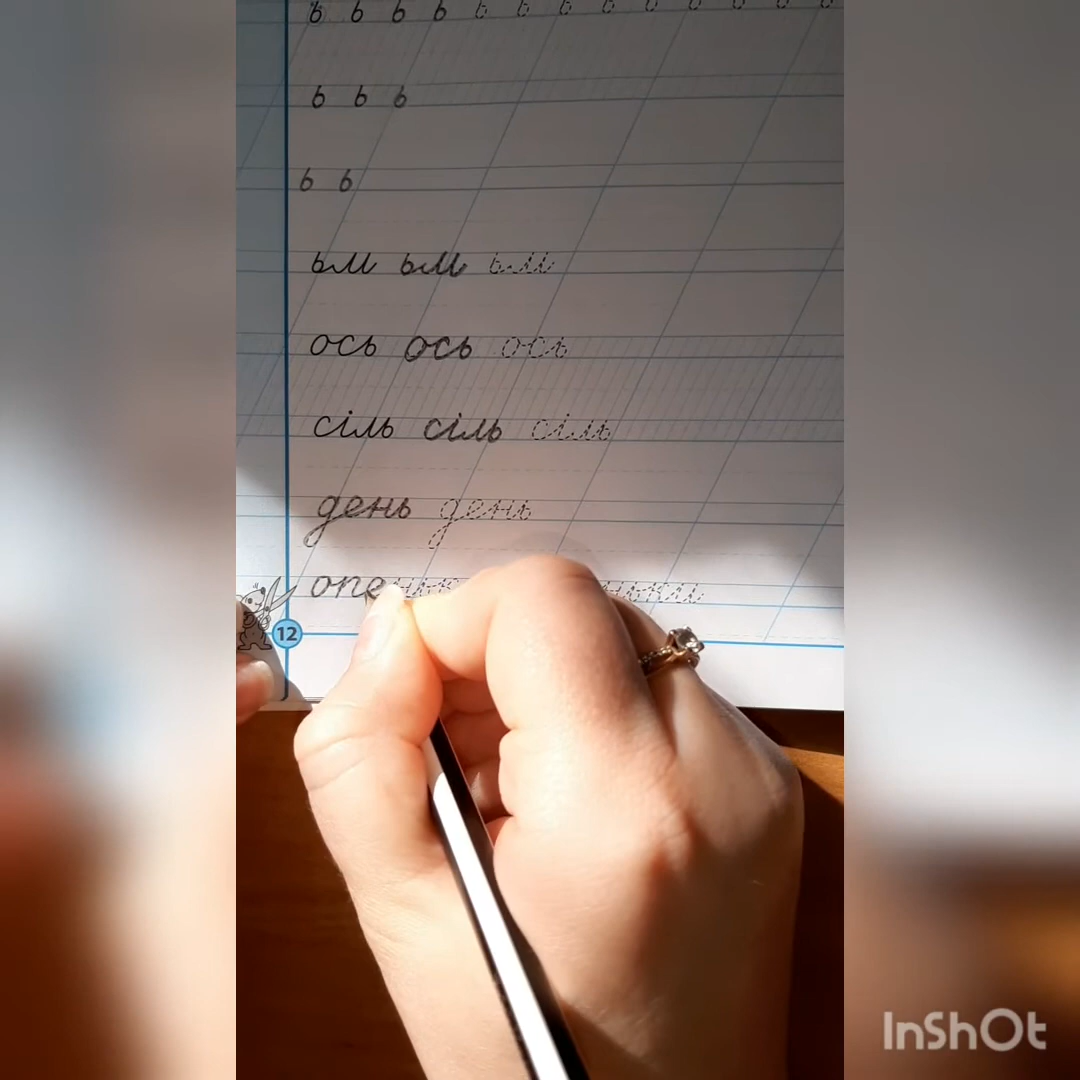 ь ь ь ь ь ь ь ь ь ь ь ь ь
ь ь ь
ь ь
ьм ьм ьм
ось ось ось
сіль сіль сіль
день день
12
InShOt